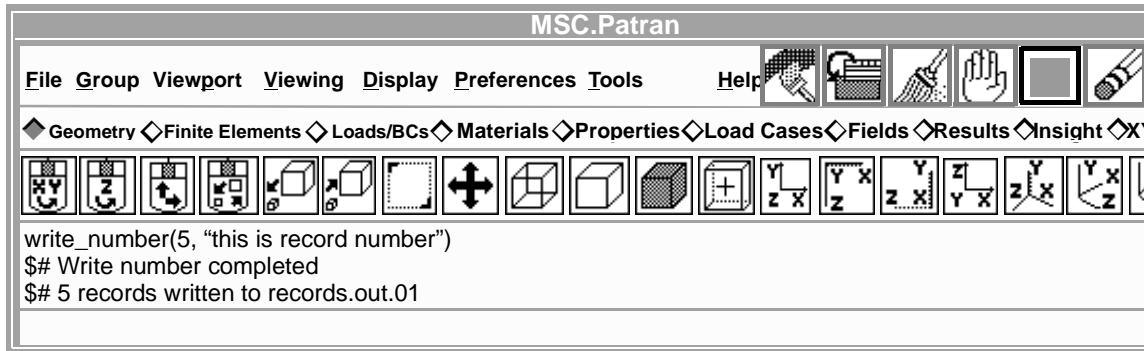 MSC.Patran
File Group Viewport Viewing Display Preferences Tools Help
Geometry Finite Elements Loads/BCs Materials Properties Load Cases Fields Results Insight XY
XY Z Y Z X Y X Z Y Z X Z Y X Y Z X Y X Z
write_number(5, “this is record number”)
$# Write number completed
$# 5 records written to records.out.01